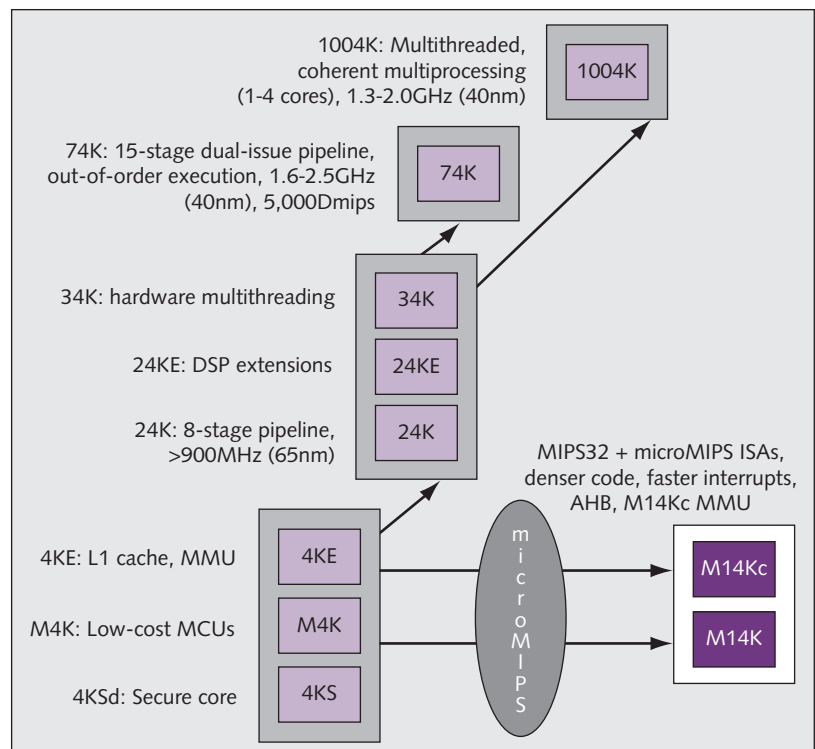 1004K: Multithreaded,
coherent multiprocessing
(1-4 cores), 1.3-2.0GHz (40nm)
1004K
74K: 15-stage dual-issue pipeline,
out-of-order execution, 1.6-2.5GHz
(40nm), 5,000Dmips
74K
34K: hardware multithreading
34K
24KE: DSP extensions
24KE
24K: 8-stage pipeline,
>900MHz (65nm)
24K
MIPS32 + microMIPS ISAs,
denser code, faster interrupts,
AHB, M14Kc MMU
4KE: L1 cache, MMU
4KE
M4K: Low-cost MCUs
M4K
4KSd: Secure core
4KS
microMIPS
M14Kc
M14K